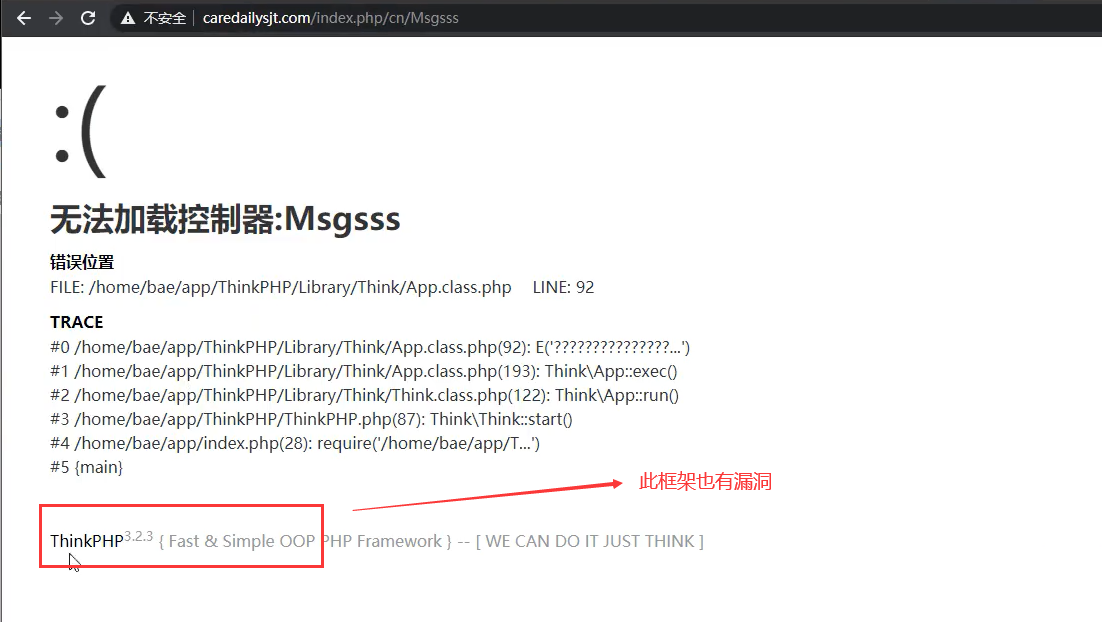 不安全 | caredailysjt.com/index.php/cn/Msgsss
:(
无法加载控制器:Msgsss
错误位置
FILE: /home/bae/app/ThinkPHP/Library/Think/App.class.php LINE: 92
TRACE
#0 /home/bae/app/ThinkPHP/Library/Think/App.class.php(92): E('???????????????...')
#1 /home/bae/app/ThinkPHP/Library/Think/App.class.php(193): Think\App::exec()
#2 /home/bae/app/ThinkPHP/Library/Think/Think.class.php(122): Think\App::run()
#3 /home/bae/app/ThinkPHP/ThinkPHP.php(87): Think\Think::start()
#4 /home/bae/app/index.php(28): require('/home/bae/app/T...')
#5 {main}
此框架也有漏洞
ThinkPHP3.2.3 { Fast & Simple OOP PHP Framework } -- [ WE CAN DO IT JUST THINK ]